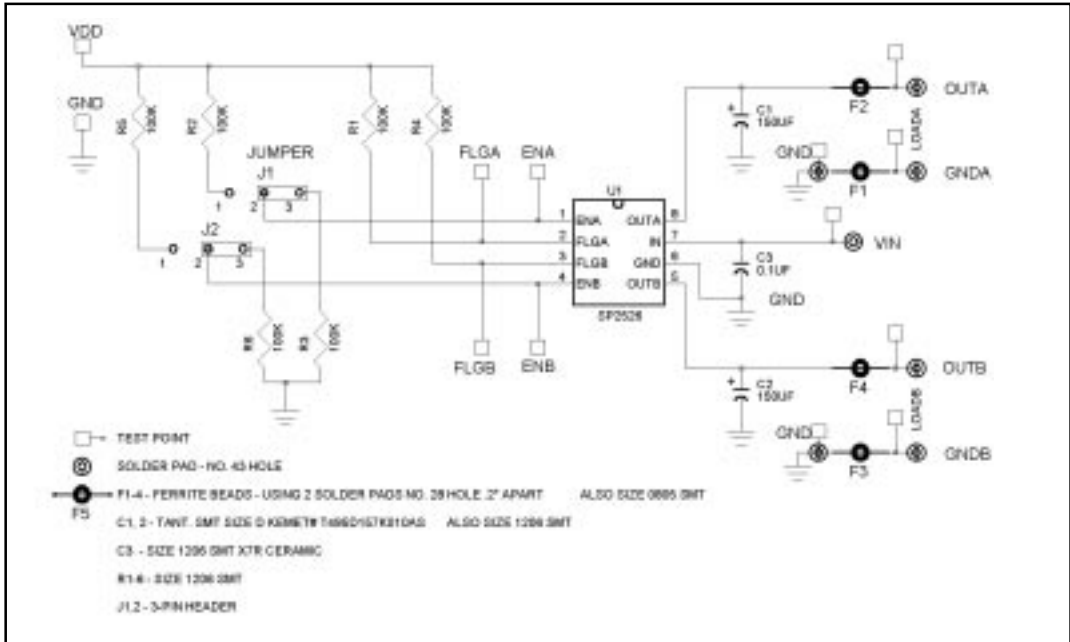 VDD
GND
R5
100K
R2
100K
R1
100K
R4
100K
JUMPER
J1
1
2
3
J2
1
2
3
R6
100K
R3
100K
FLGA
ENA
FLGB
ENB
U1
1
ENA
OUTA
8
2
FLGA
IN
7
3
FLGB
GND
6
4
ENB
OUTB
5
SP2526
C1
150UF
F2
OUTA
LOADA
GND
F1
GNDA
VIN
C3
0.1UF
GND
C2
150UF
F4
OUTB
LOADB
GND
F3
GNDB
TEST POINT
SOLDER PAD - NO. 43 HOLE
F1-4 - FERRITE BEADS - USING 2 SOLDER PADS NO. 28 HOLE .2" APART ALSO SIZE 0805 SMT
F5
C1, 2 - TANT. SMT SIZE D KEMET# ALSO SIZE 1206 SMT
C3 - SIZE 1206 SMT X7R CERAMIC
R1-6 - SIZE 1206 SMT
J1,2 - 3-PIN HEADER